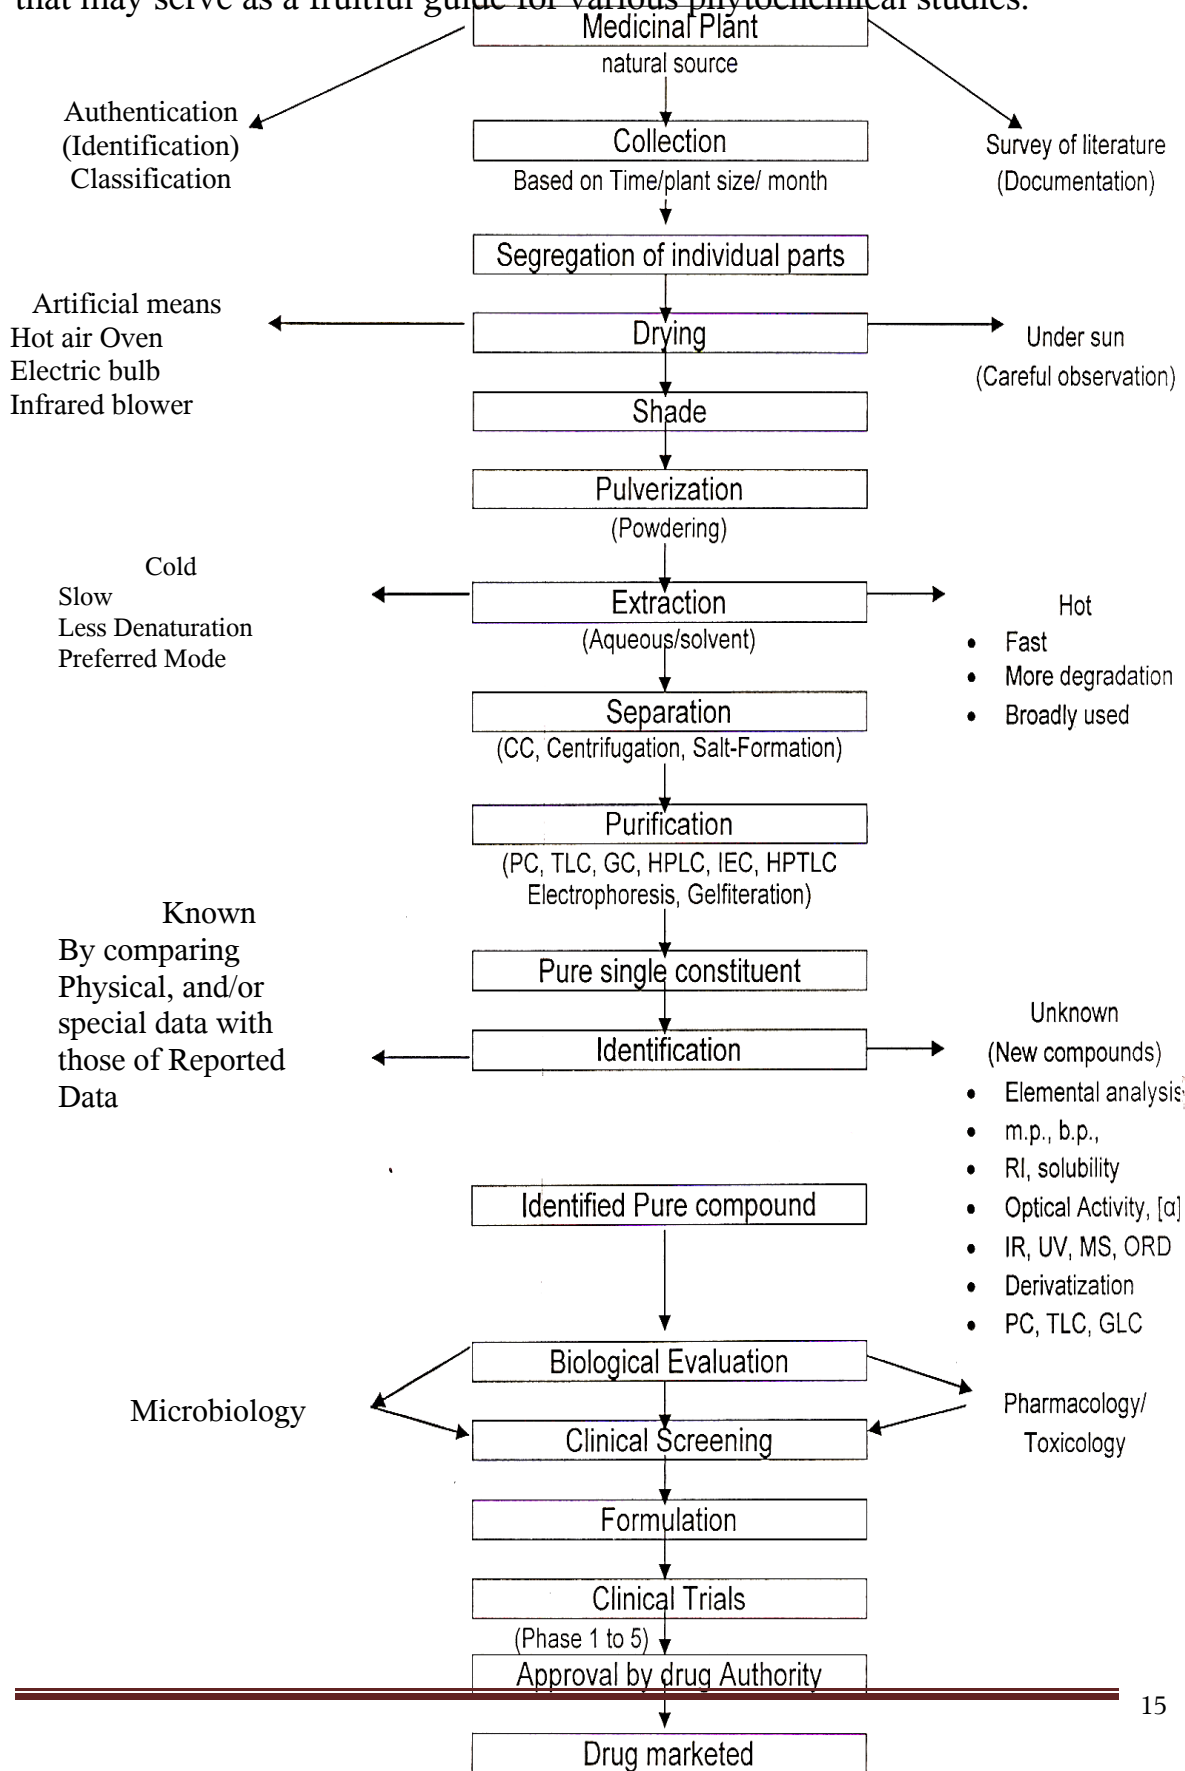 that may serve as a fruitful guide for various phytochemical studies.
Medicinal Plant
natural source
Authentication
(Identification)
Classification
Collection
Based on Time/plant size/ month
Survey of literature
(Documentation)
Segregation of individual parts
Artificial means
Hot air Oven
Electric bulb
Infrared blower
Drying
Under sun
(Careful observation)
Shade
Pulverization
(Powdering)
Cold
Slow
Less Denaturation
Preferred Mode
Extraction
(Aqueous/solvent)
Hot
• Fast
• More degradation
• Broadly used
Separation
(CC, Centrifugation, Salt-Formation)
Purification
(PC, TLC, GC, HPLC, IEC, HPTLC
Electrophoresis, Gelfiteration)
Pure single constituent
Known
By comparing
Physical, and/or
special data with
those of Reported
Data
Identification
Unknown
(New compounds)
• Elemental analysis
• m.p., b.p.,
• RI, solubility
• Optical Activity, [α]
• IR, UV, MS, ORD
• Derivatization
• PC, TLC, GLC
Identified Pure compound
Biological Evaluation
Microbiology
Pharmacology/
Toxicology
Clinical Screening
Formulation
Clinical Trials
(Phase 1 to 5)
Approval by drug Authority
15
Drug marketed